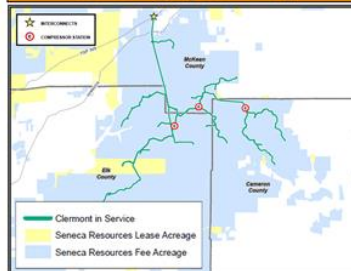 INTERCONNECTS
COMPRESSOR STATION
McKean
County
Elk
County
Cameron
County
Clermont in Service
Seneca Resources Lease Acreage
Seneca Resources Fee Acreage